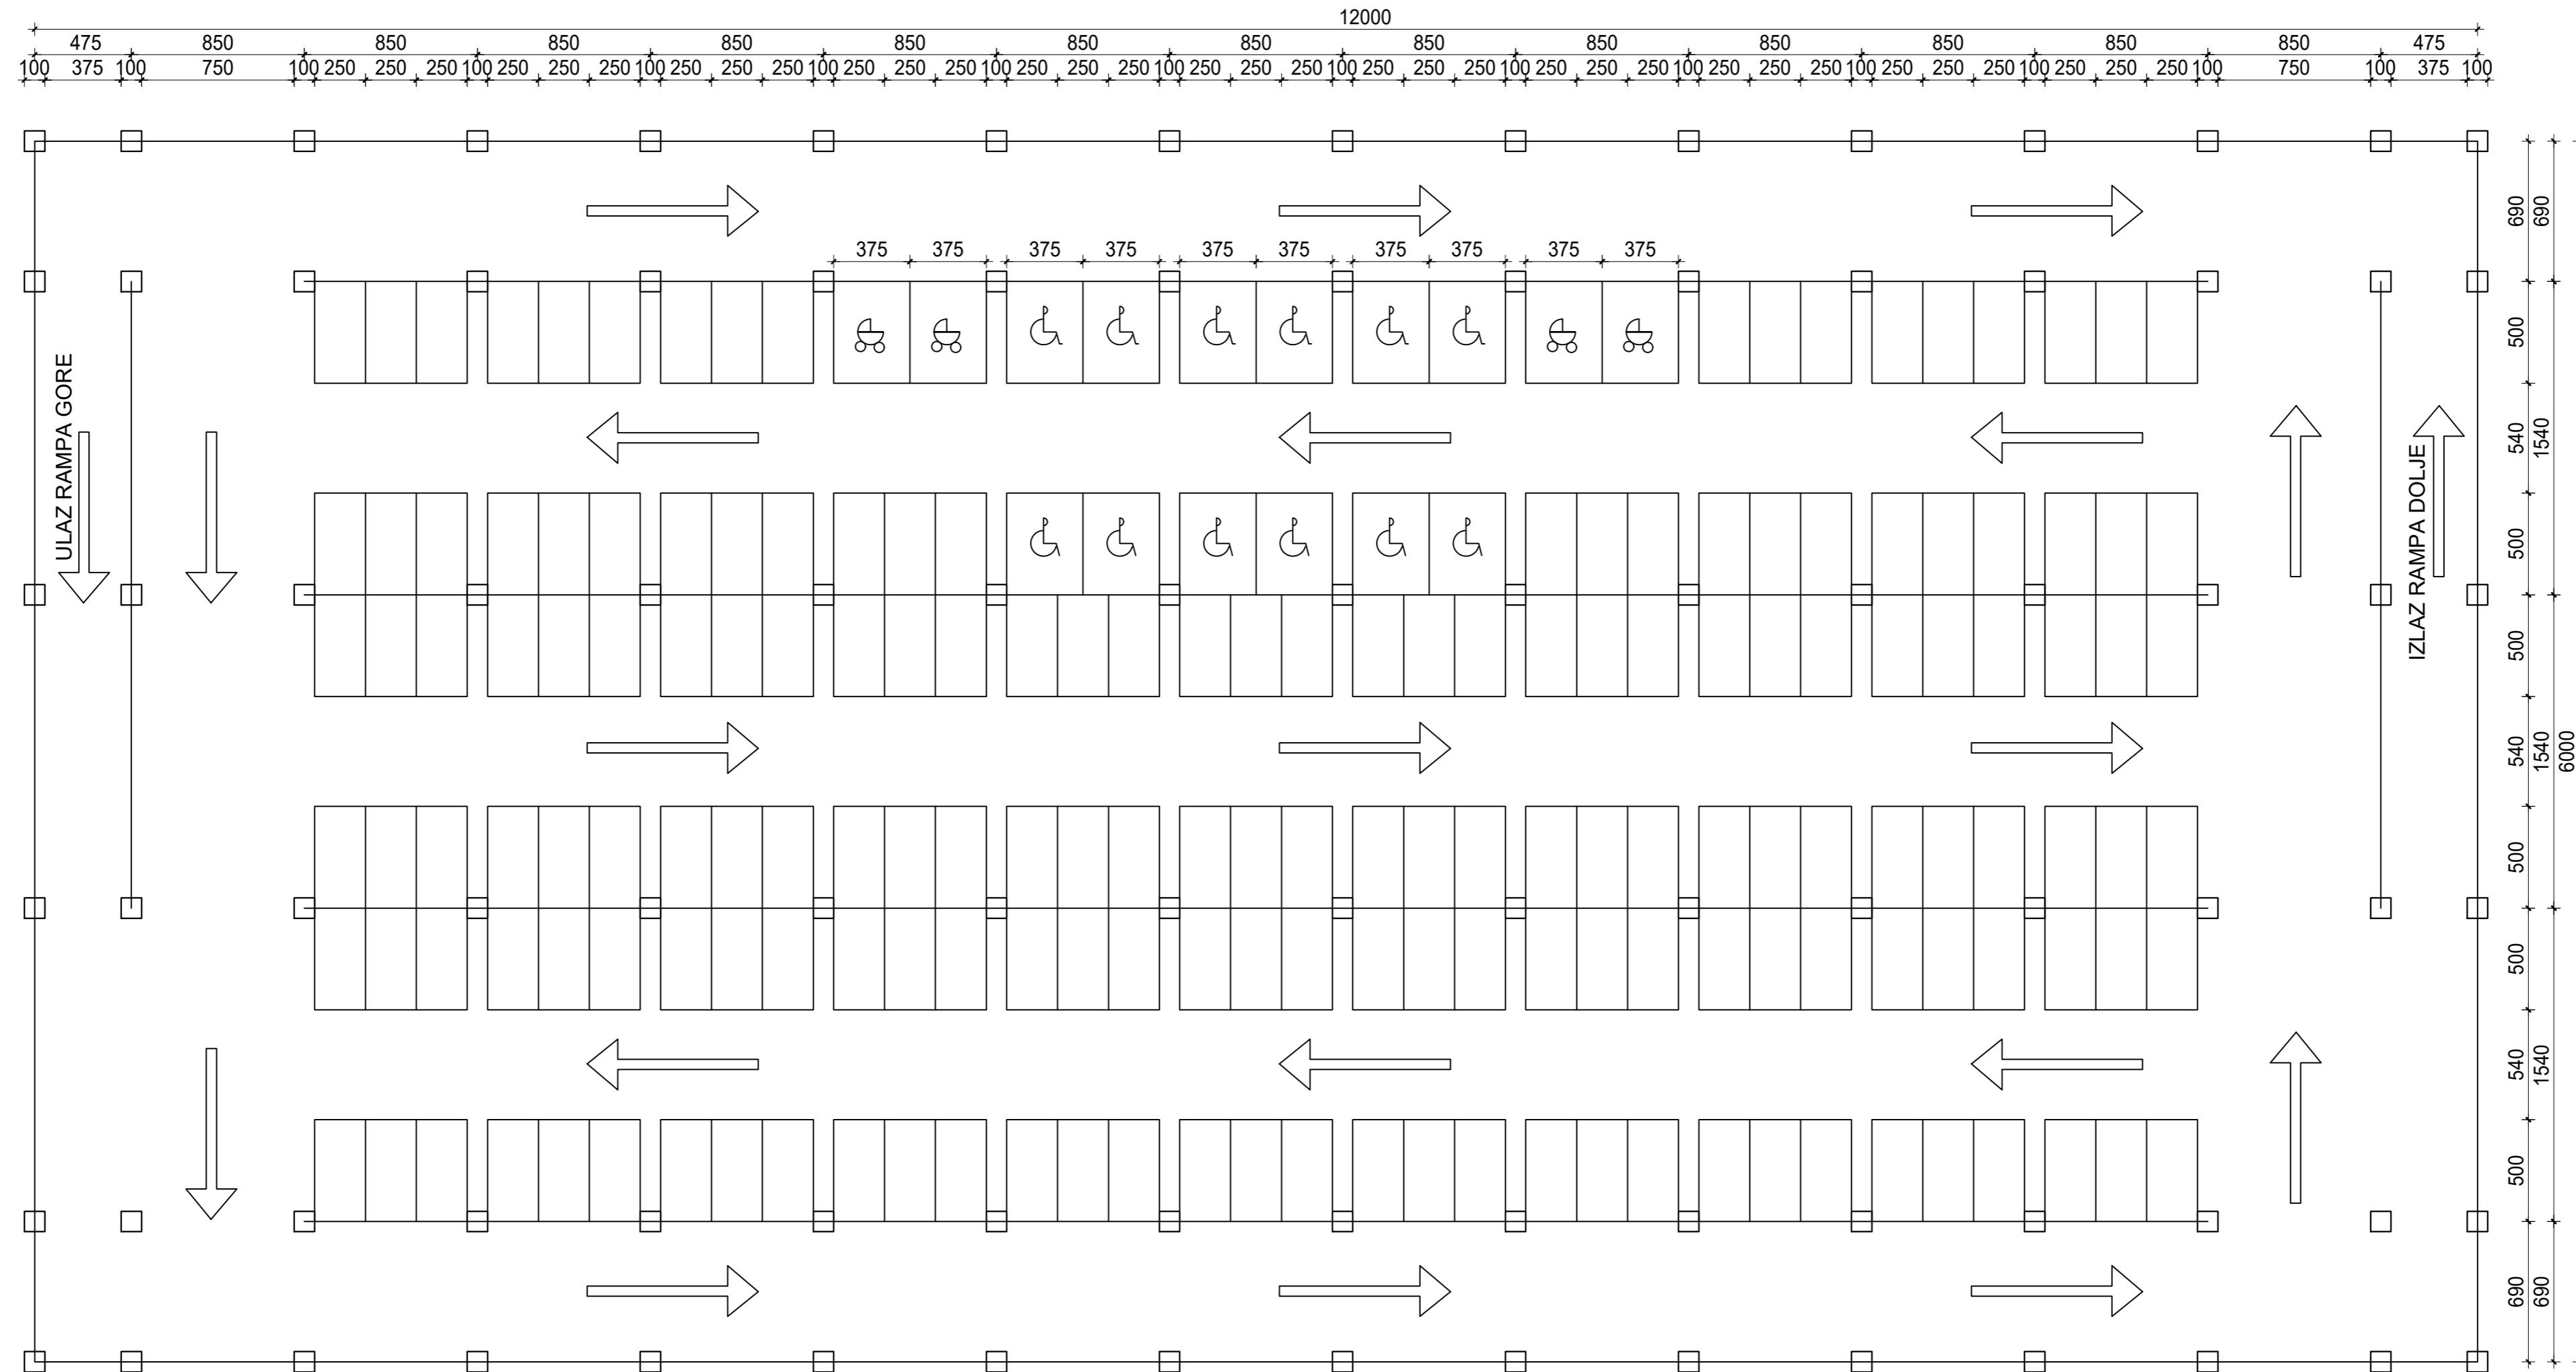 12000
475 850 850 850 850 850 850 850 850 850 850 850 850 850 475
100 375 100 750 100 250 250 250 100 250 250 250 100 250 250 250 100 250 250 250 100 250 250 250 100 250 250 250 100 250 250 250 100 250 250 250 100 250 250 250 100 250 250 250 100 250 250 250 100 750 100 375 100
375 375 375 375 375 375 375 375 375 375
ULAZ RAMPA GORE
IZLAZ RAMPA DOLJE
690 500 540 500 500 540 500 500 540 500 690
690 1540 1540 1540 690
6000